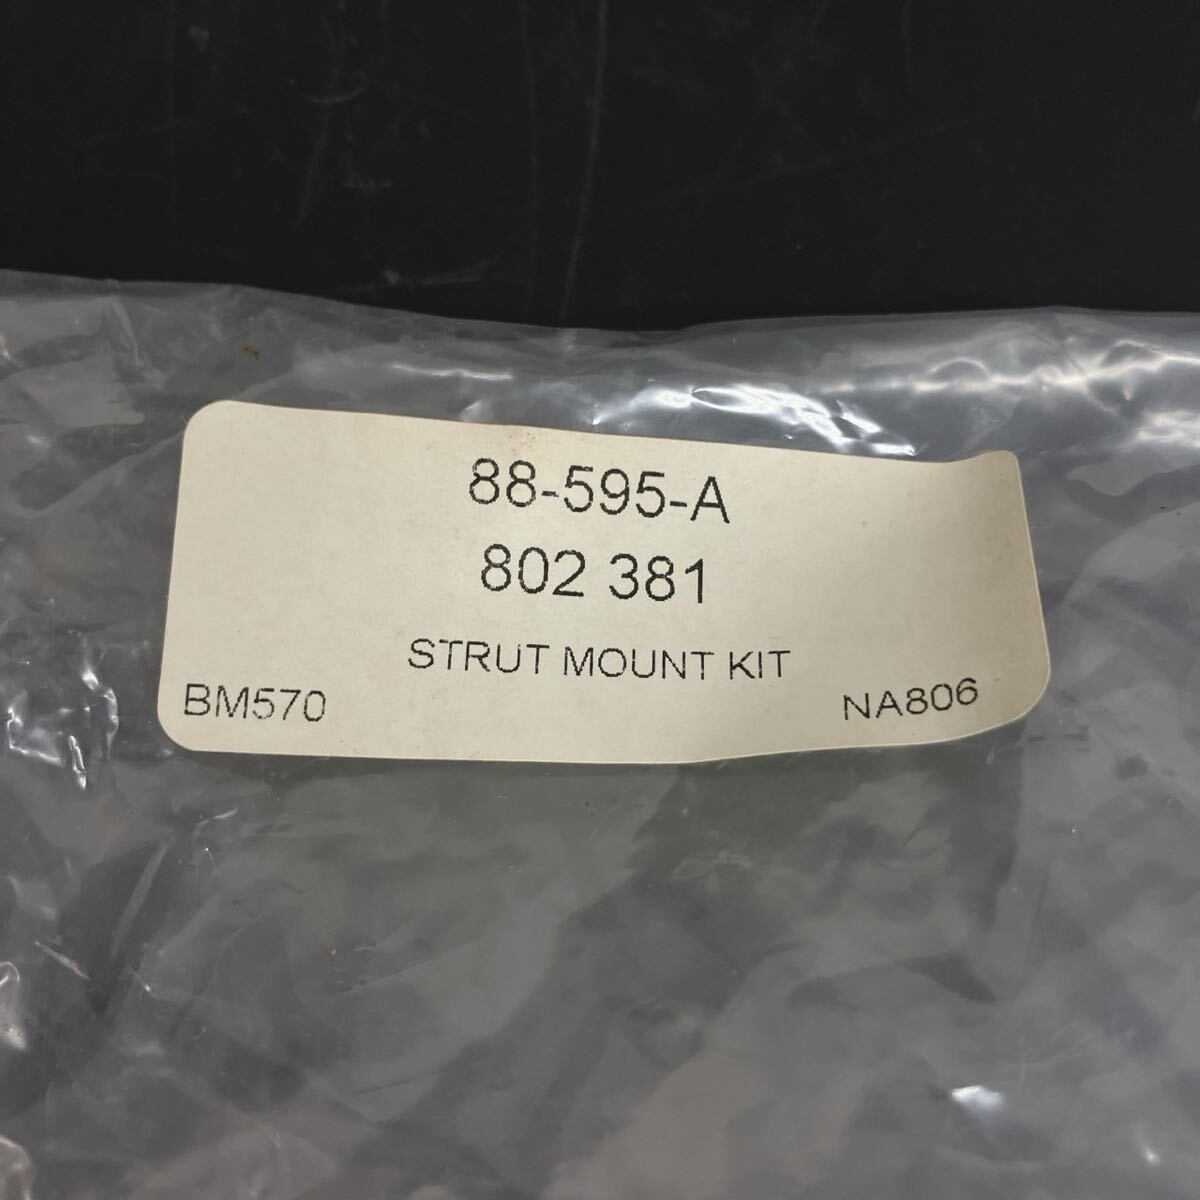 88-595-A
802 381
STRUT MOUNT KIT
BM570 NA806